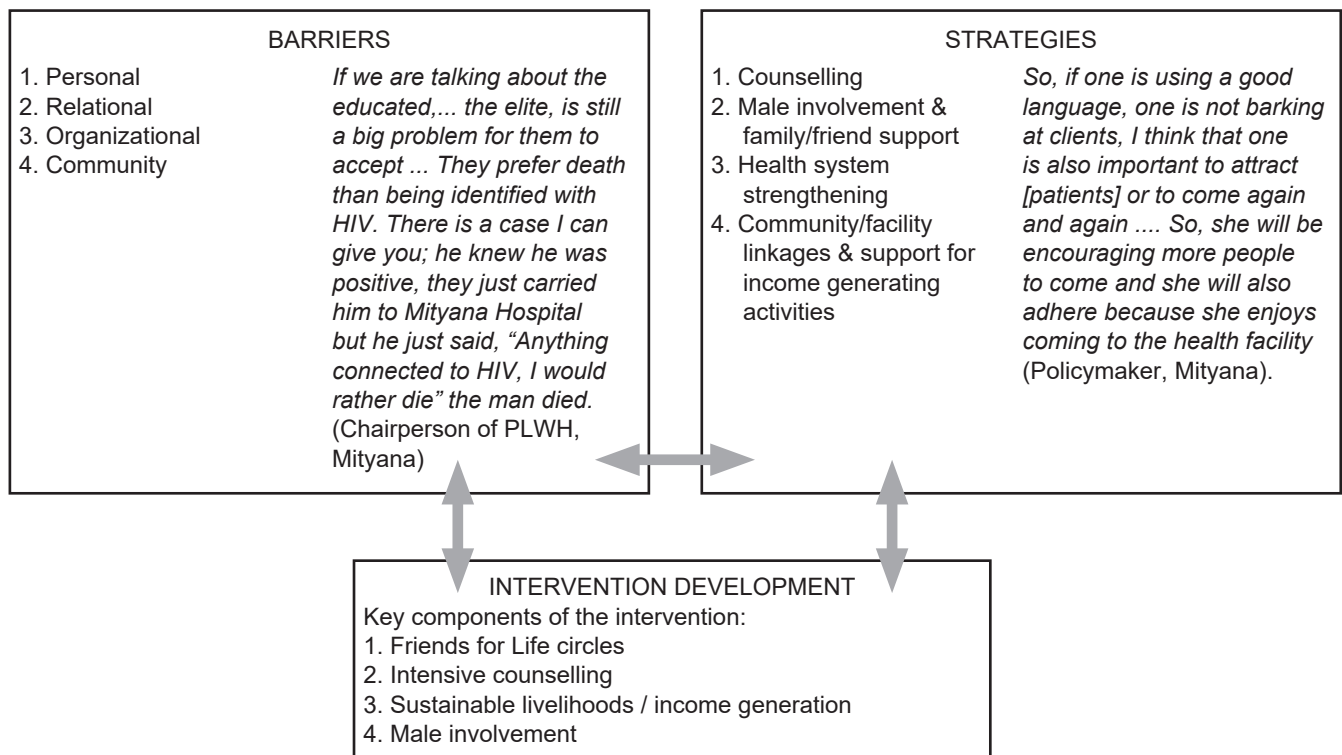 BARRIERS
1. Personal
2. Relational
3. Organizational
4. Community
If we are talking about the
educated,... the elite, is still
a big problem for them to
accept ... They prefer death
than being identified with
HIV. There is a case I can
give you; he knew he was
positive, they just carried
him to Mityana Hospital
but he just said, “Anything
connected to HIV, I would
rather die” the man died.
(Chairperson of PLWH,
Mityana)
STRATEGIES
1. Counselling
2. Male involvement &
family/friend support
3. Health system
strengthening
4. Community/facility
linkages & support for
income generating
activities
So, if one is using a good
language, one is not barking
at clients, I think that one
is also important to attract
[patients] or to come again
and again .... So, she will be
encouraging more people
to come and she will also
adhere because she enjoys
coming to the health facility
(Policymaker, Mityana).
INTERVENTION DEVELOPMENT
Key components of the intervention:
1. Friends for Life circles
2. Intensive counselling
3. Sustainable livelihoods / income generation
4. Male involvement